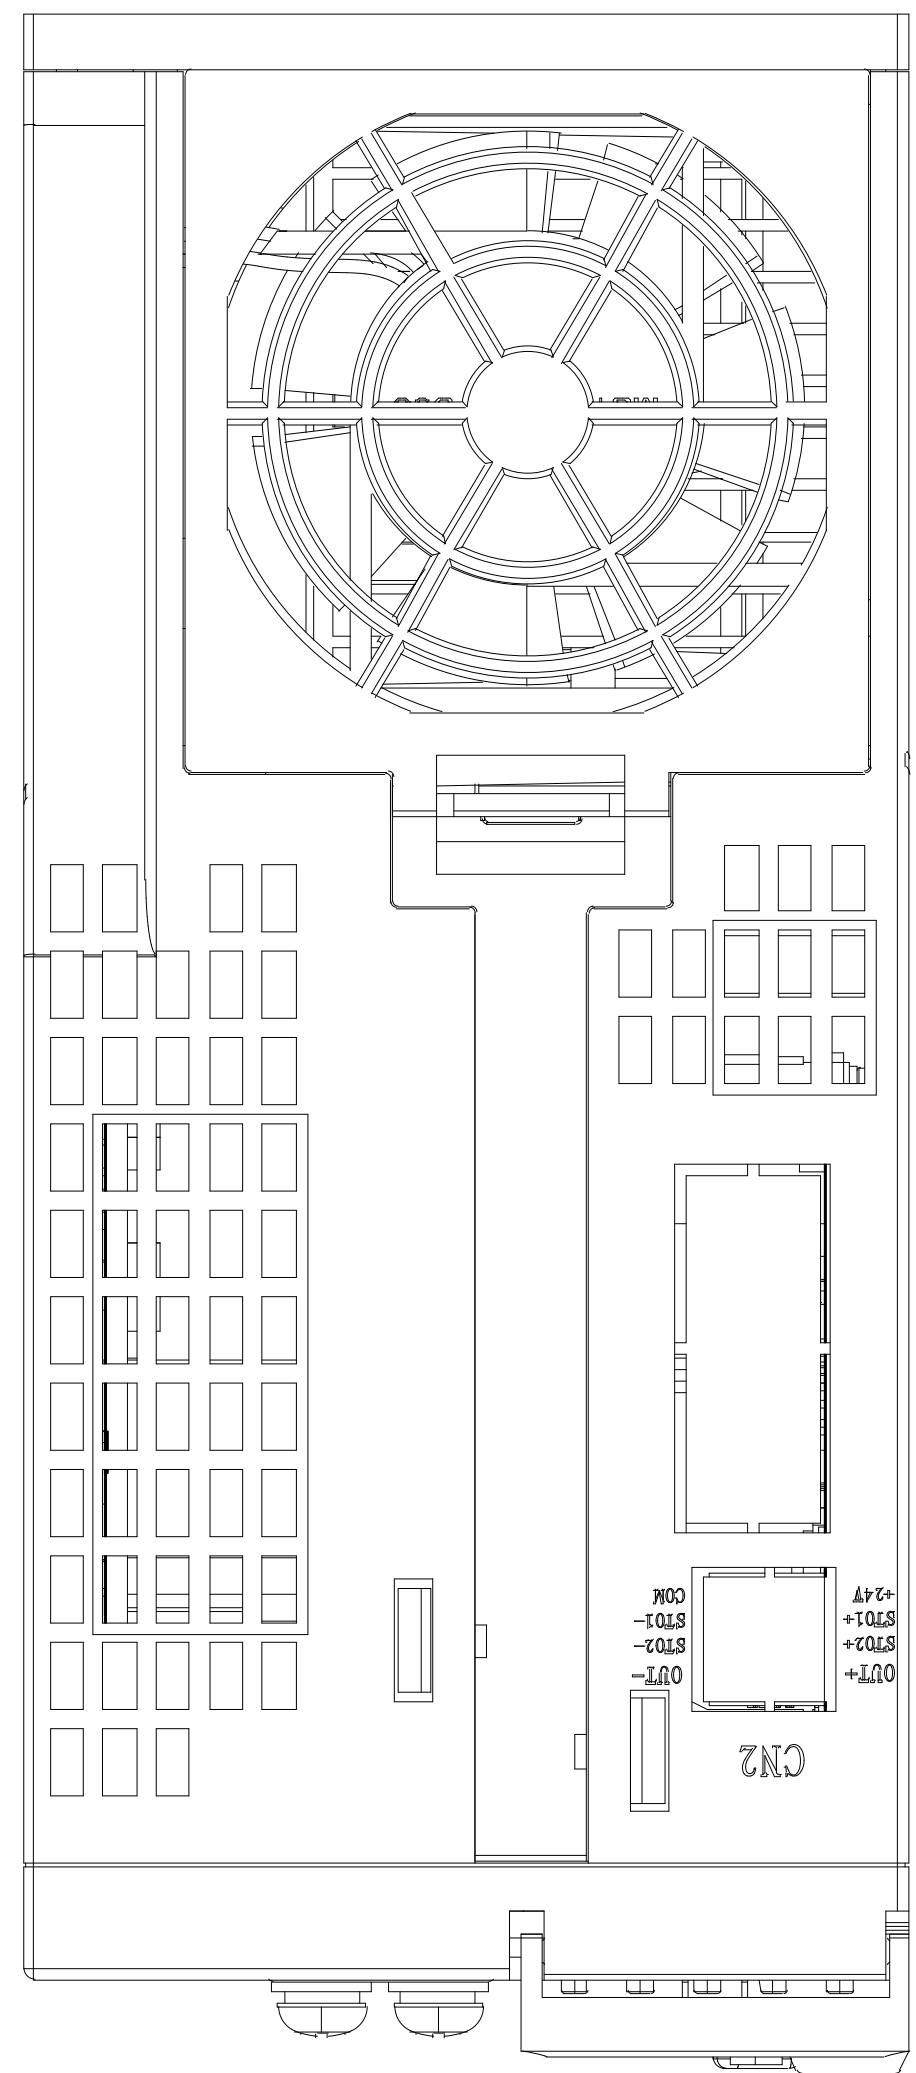 COM
STO1-
STO2-
OUT-
+24V
STO1+
STO2+
OUT+
CN2